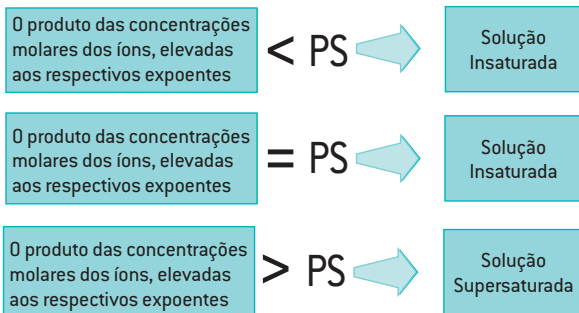 O produto das concentrações
molares dos íons, elevadas
aos respectivos expoentes
< PS
Solução
Insaturada
O produto das concentrações
molares dos íons, elevadas
aos respectivos expoentes
= PS
Solução
Insaturada
O produto das concentrações
molares dos íons, elevadas
aos respectivos expoentes
> PS
Solução
Supersaturada